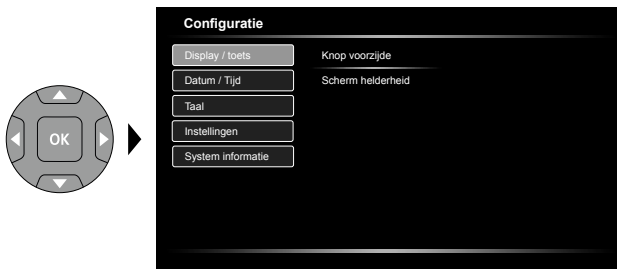 Configuratie
Display / toets
Knop voorzijde
Datum / Tijd
Scherm helderheid
Taal
Instellingen
System informatie
OK